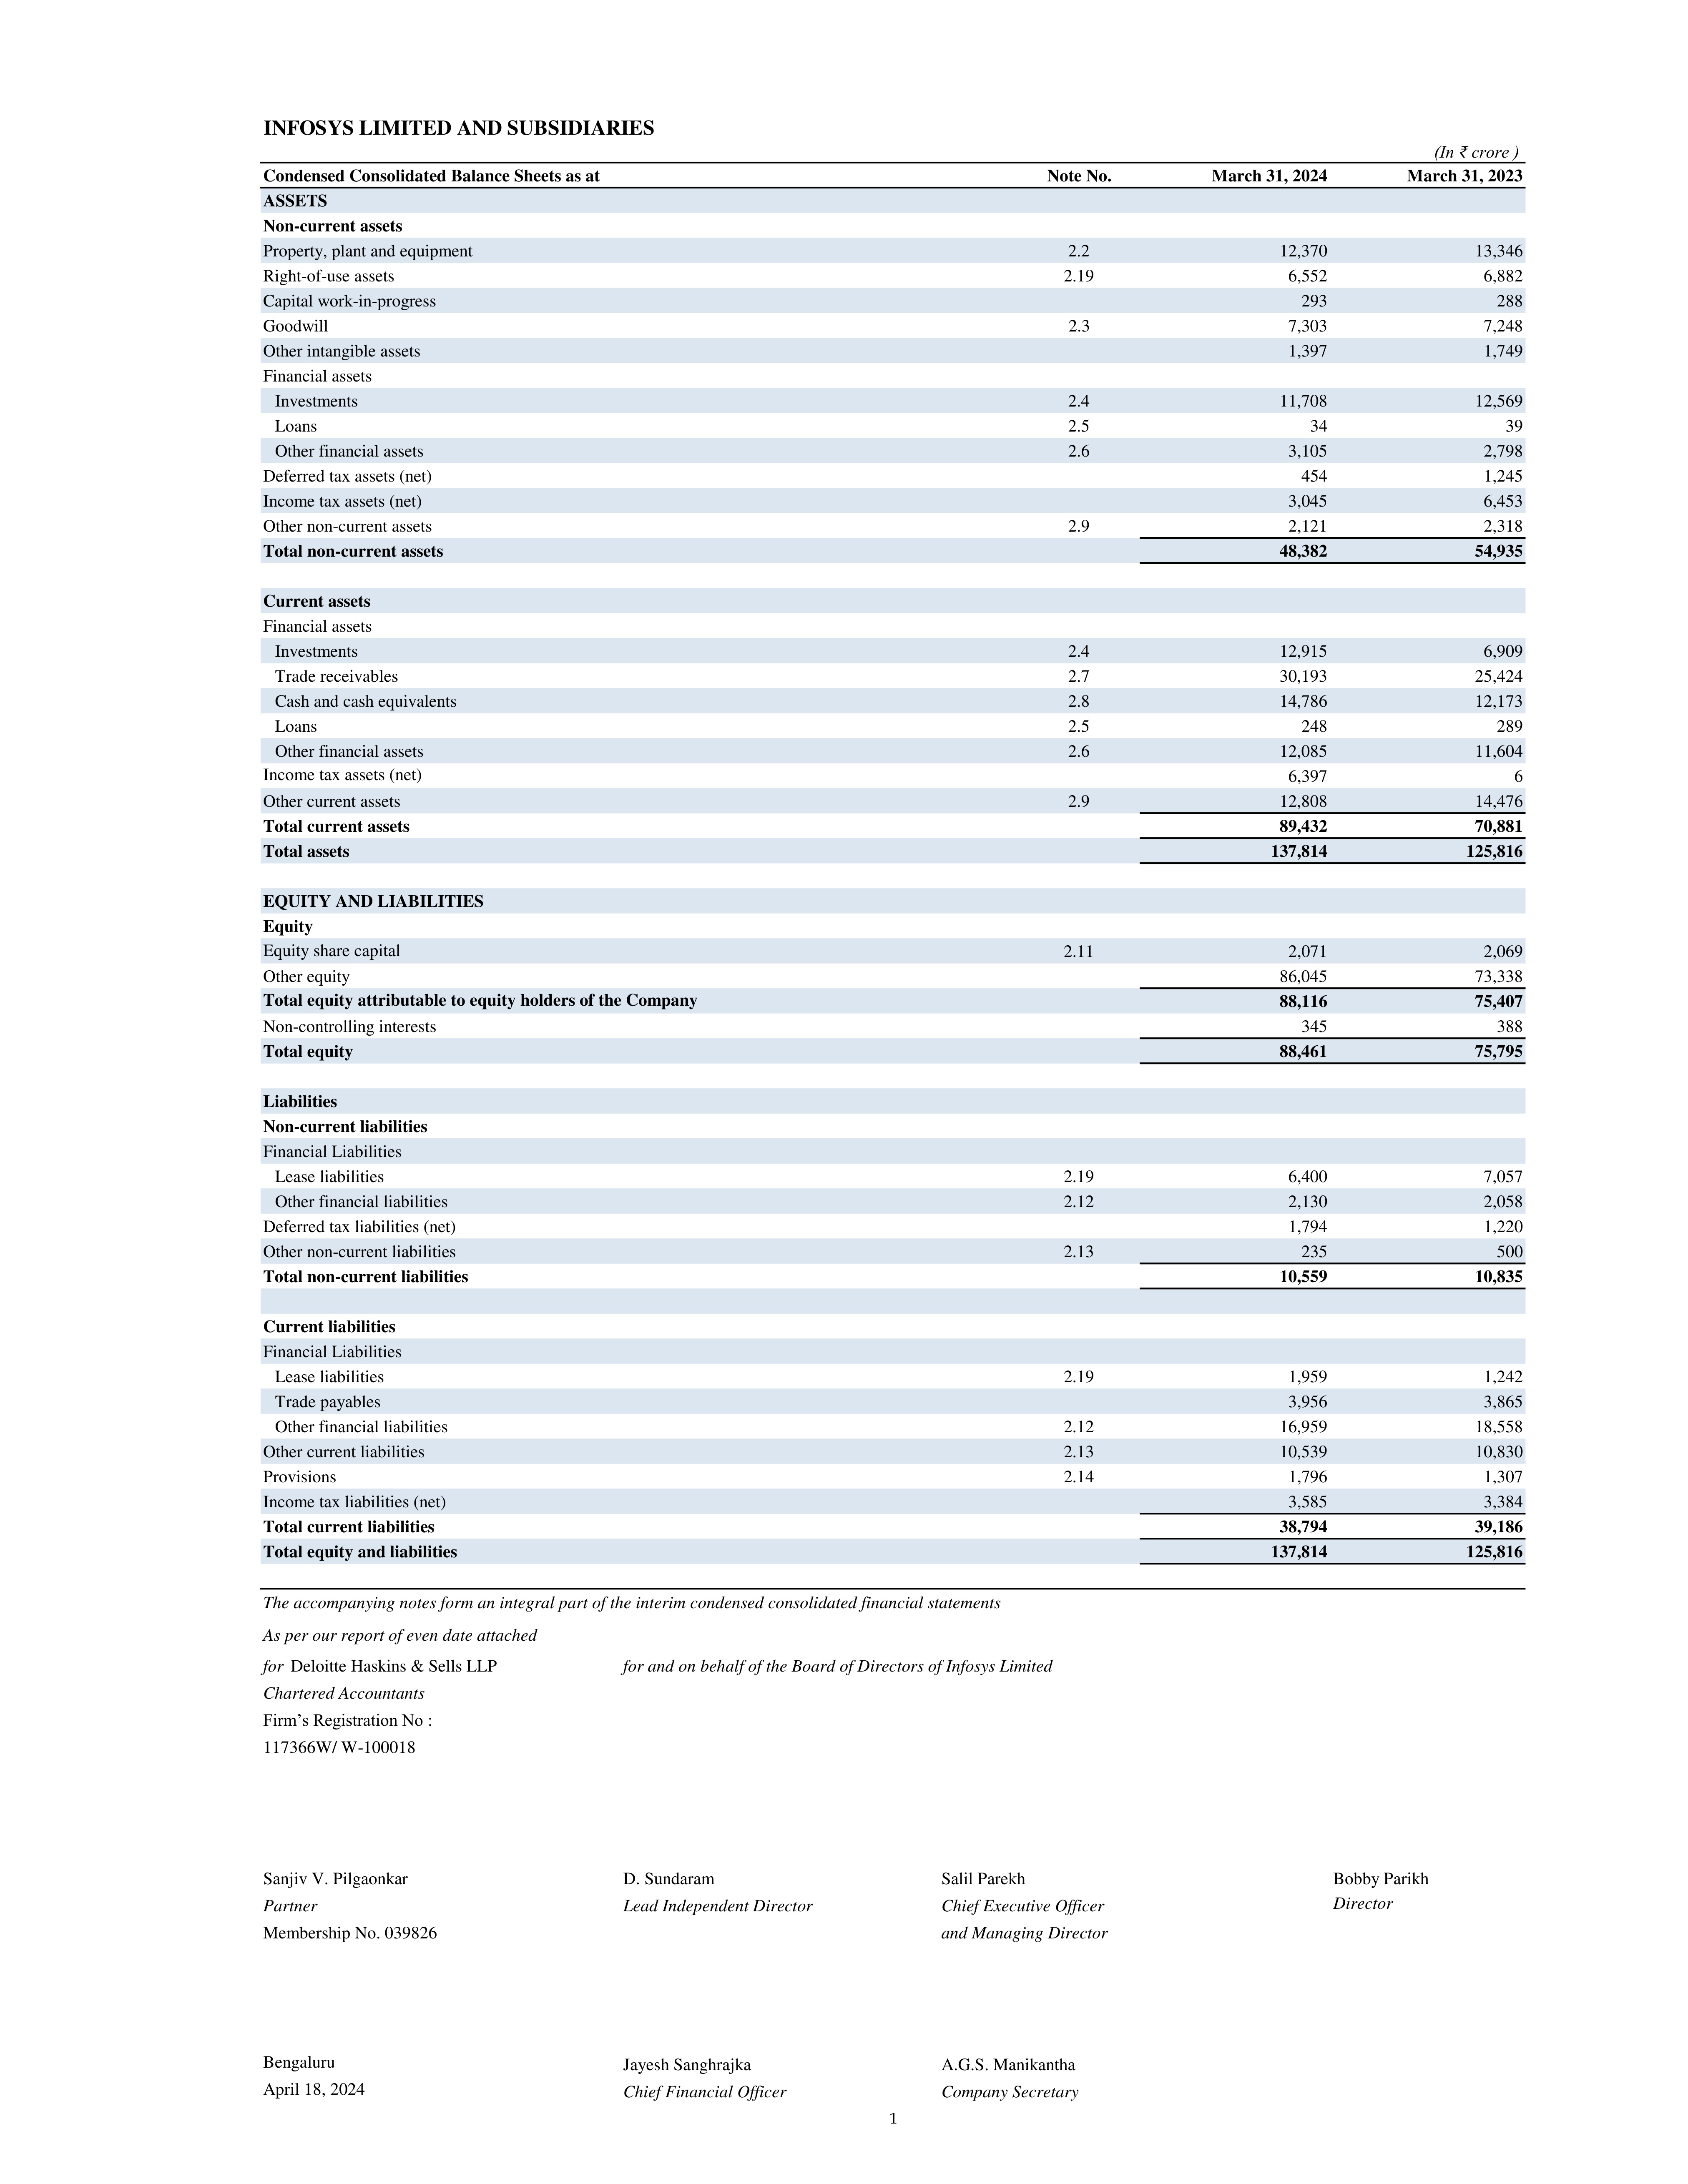 INFOSYS LIMITED AND SUBSIDIARIES
(In ₹ crore )
Condensed Consolidated Balance Sheets as at Note No. March 31, 2024 March 31, 2023
ASSETS
Non-current assets
Property, plant and equipment 2.2 12,370 13,346
Right-of-use assets 2.19 6,552 6,882
Capital work-in-progress 293 288
Goodwill 2.3 7,303 7,248
Other intangible assets 1,397 1,749
Financial assets
Investments 2.4 11,708 12,569
Loans 2.5 34 39
Other financial assets 2.6 3,105 2,798
Deferred tax assets (net) 454 1,245
Income tax assets (net) 3,045 6,453
Other non-current assets 2.9 2,121 2,318
Total non-current assets 48,382 54,935
Current assets
Financial assets
Investments 2.4 12,915 6,909
Trade receivables 2.7 30,193 25,424
Cash and cash equivalents 2.8 14,786 12,173
Loans 2.5 248 289
Other financial assets 2.6 12,085 11,604
Income tax assets (net) 6,397 6
Other current assets 2.9 12,808 14,476
Total current assets 89,432 70,881
Total assets 137,814 125,816
EQUITY AND LIABILITIES
Equity
Equity share capital 2.11 2,071 2,069
Other equity 86,045 73,338
Total equity attributable to equity holders of the Company 88,116 75,407
Non-controlling interests 345 388
Total equity 88,461 75,795
Liabilities
Non-current liabilities
Financial Liabilities
Lease liabilities 2.19 6,400 7,057
Other financial liabilities 2.12 2,130 2,058
Deferred tax liabilities (net) 1,794 1,220
Other non-current liabilities 2.13 235 500
Total non-current liabilities 10,559 10,835
Current liabilities
Financial Liabilities
Lease liabilities 2.19 1,959 1,242
Trade payables 3,956 3,865
Other financial liabilities 2.12 16,959 18,558
Other current liabilities 2.13 10,539 10,830
Provisions 2.14 1,796 1,307
Income tax liabilities (net) 3,585 3,384
Total current liabilities 38,794 39,186
Total equity and liabilities 137,814 125,816
The accompanying notes form an integral part of the interim condensed consolidated financial statements
As per our report of even date attached
for Deloitte Haskins & Sells LLP for and on behalf of the Board of Directors of Infosys Limited
Chartered Accountants
Firm’s Registration No :
117366W/ W-100018
Sanjiv V. Pilgaonkar D. Sundaram Salil Parekh Bobby Parikh
Partner Lead Independent Director Chief Executive Officer Director
Membership No. 039826 and Managing Director
Bengaluru Jayesh Sanghrajka A.G.S. Manikantha
April 18, 2024 Chief Financial Officer Company Secretary
1